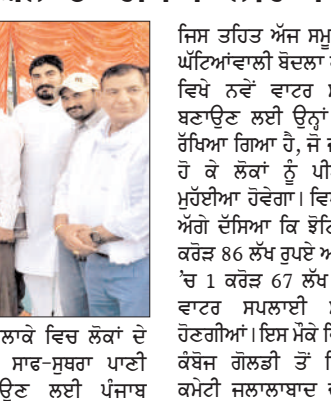 ਲਾਕੇ ਵਿਚ ਲੋਕਾਂ ਦੇ
ਸਾਫ-ਸੁਥਰਾ ਪਾਣੀ
ਲਈ ਪੰਜਾਬ
ਜਿਸ ਤਹਿਤ ਅੱਜ ਸਮੂ
ਘੱਟਿਆਂਵਾਲੀ ਬੋਦਲਾ
ਵਿਖੇ ਨਵੇਂ ਵਾਟਰ
ਬਣਾਉਣ ਲਈ ਉਨ੍ਹਾਂ
ਰੱਖਿਆ ਗਿਆ ਹੈ, ਜੋ
ਹੋ ਕੇ ਲੋਕਾਂ ਨੂੰ ਪੀ
ਮੁਹੱਈਆ ਹੋਵੇਗਾ। ਵਿ
ਅੱਗੇ ਦੱਸਿਆ ਕਿ ਝੋਟਿ
ਕਰੋੜ 86 ਲੱਖ ਰੁਪਏ ਅ
'ਚ 1 ਕਰੋੜ 67 ਲੱਖ
ਵਾਟਰ ਸਪਲਾਈ
ਹੋਣਗੀਆਂ। ਇਸ ਮੌਕੇ ਵਿ
ਕੰਬੋਜ ਗੋਲਡੀ ਤੋਂ ਇ
ਕਮੇਟੀ ਜਲਾਲਾਬਾਦ ਦ